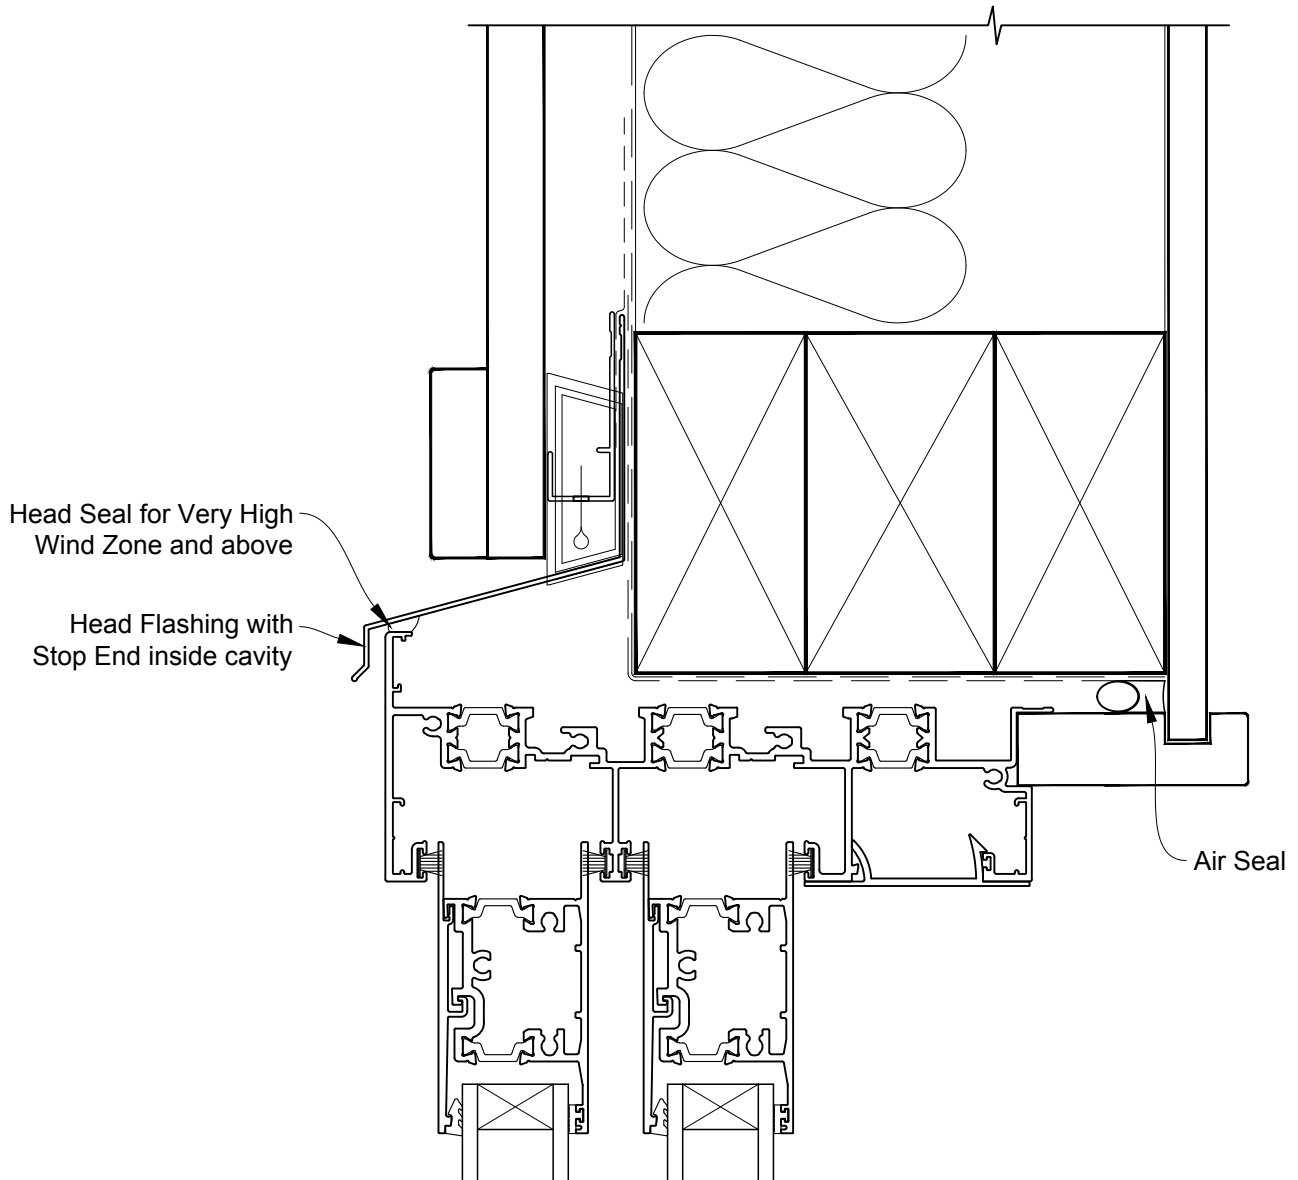 Head Seal for Very High
Wind Zone and above
Head Flashing with
Stop End inside cavity
Air Seal